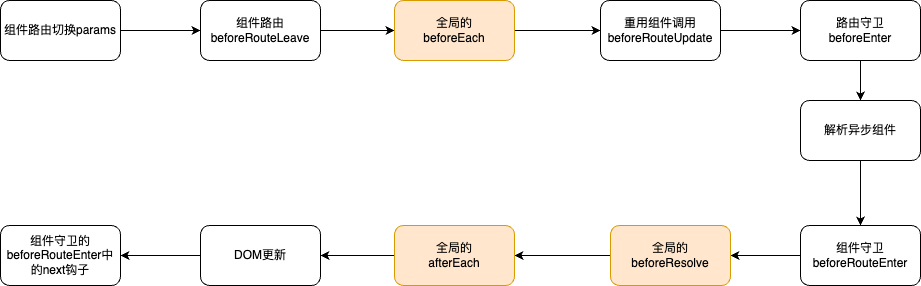 组件路由切换params
组件路由
beforeRouteLeave
全局的
beforeEach
重用组件调用
beforeRouteUpdate
路由守卫
beforeEnter
解析异步组件
组件守卫
beforeRouteEnter
全局的
beforeResolve
全局的
afterEach
DOM更新
组件守卫的
beforeRouteEnter中
的next钩子